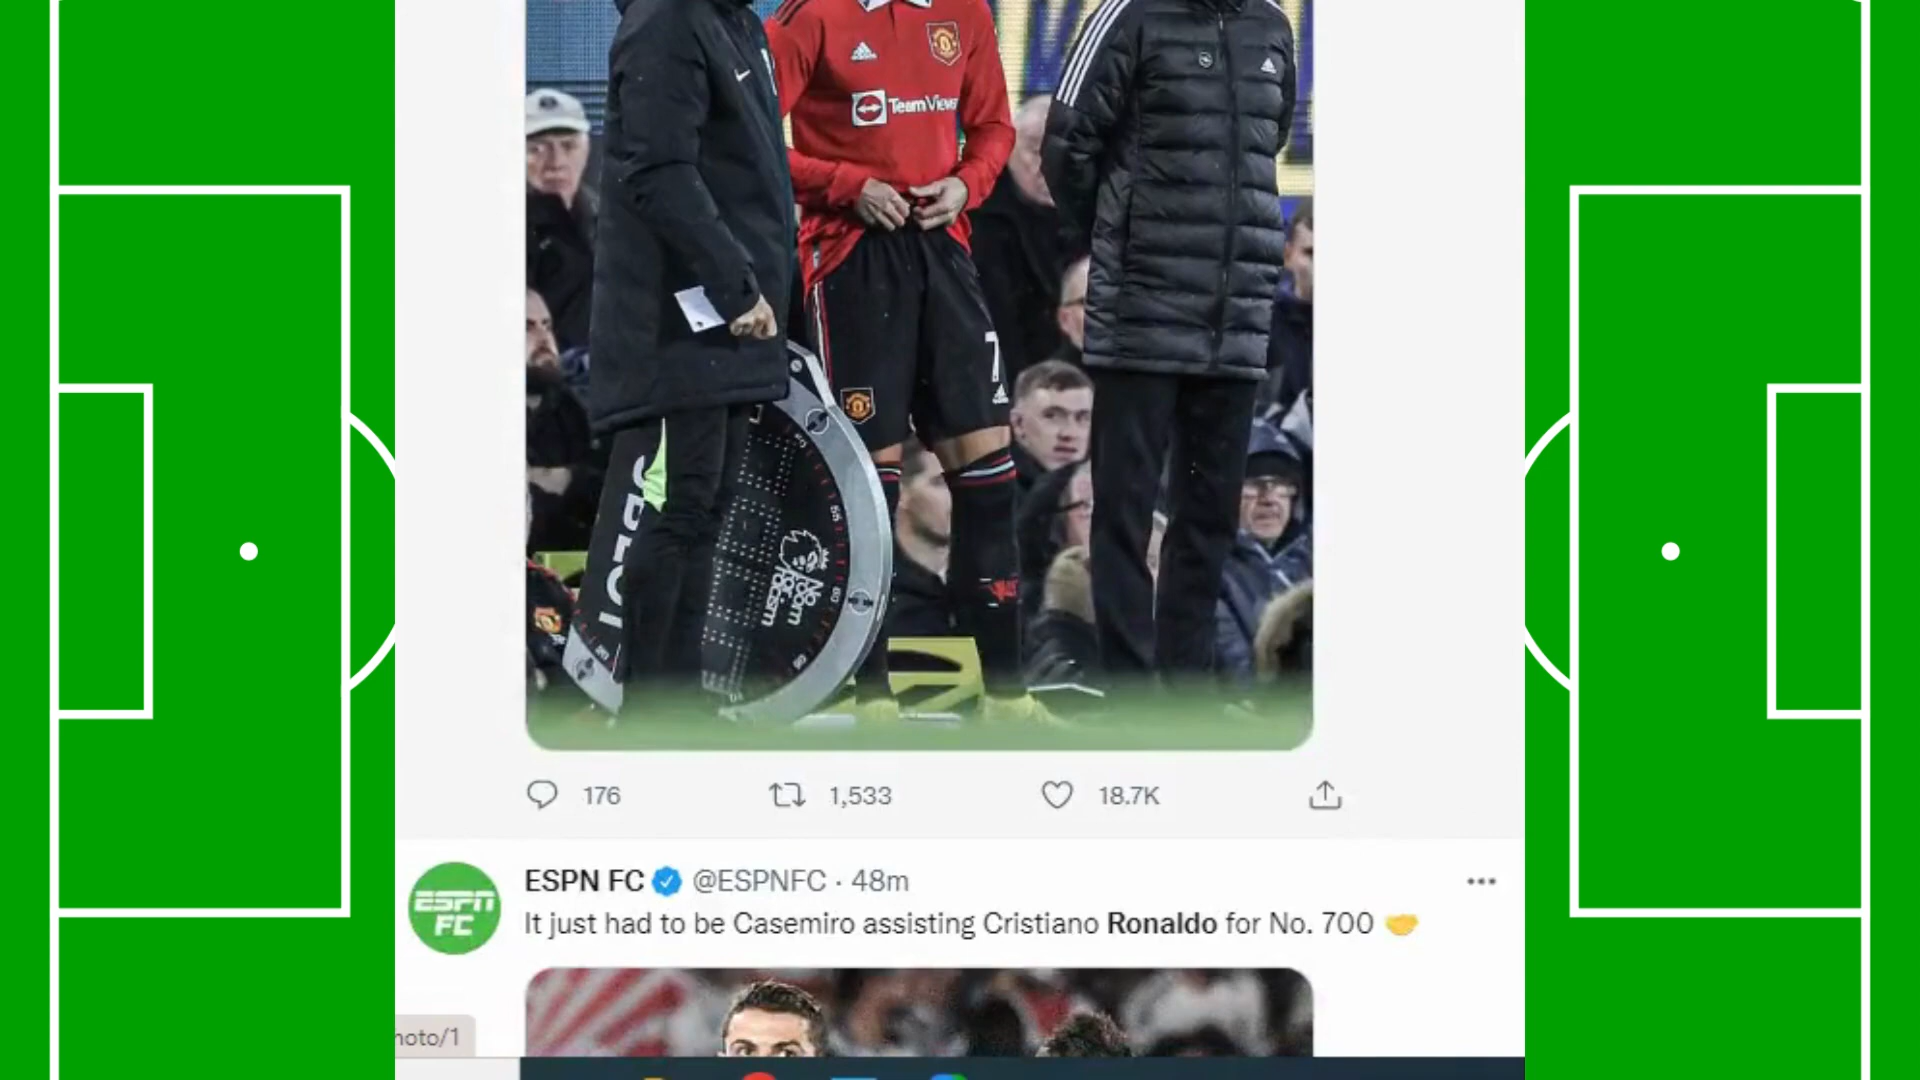 TeamViewer
7
No
room
for
racism
176
1,533
18.7K
ESPN FC @ESPNFC · 48m
ESPN
FC
It just had to be Casemiro assisting Cristiano Ronaldo for No. 700
hoto/1